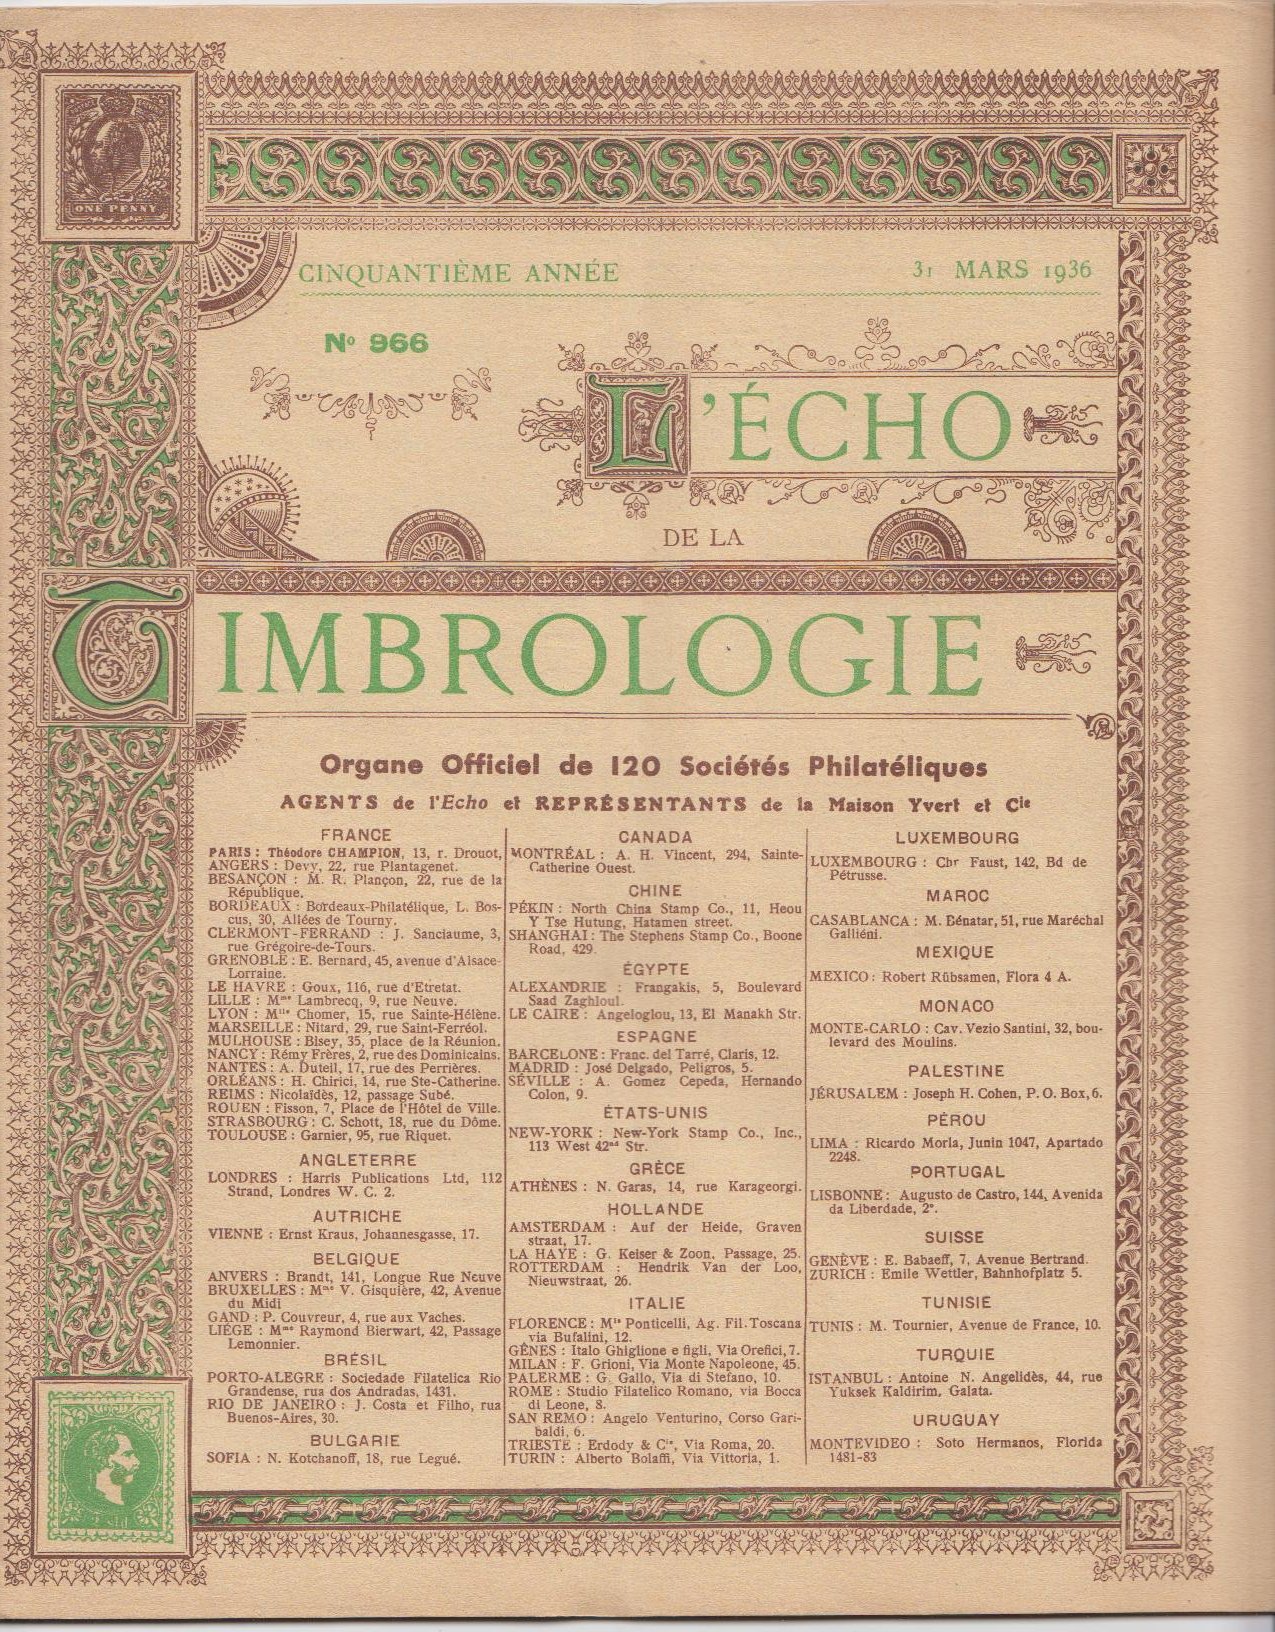 ONE PENNY
CINQUANTIÈME ANNÉE
31 MARS 1936
Nº 966
L'ÉCHO
DE LA
TIMBROLOGIE
Organe Officiel de 120 Sociétés Philatéliques
AGENTS de l'Echo et REPRÉSENTANTS de la Maison Yvert et Cie
FRANCE
PARIS : Théodore CHAMPION, 13, r. Drouot,
ANGERS : Devy, 22, rue Plantagenet.
BESANÇON : M. R. Plançon, 22, rue de la
République.
BORDEAUX : Bordeaux-Philatélique, L. Bos-
cus, 30, Allées de Tourny.
CLERMONT-FERRAND : J. Sanciaume, 3,
rue Grégoire-de-Tours.
GRENOBLE : E. Bernard, 45, avenue d'Alsace-
Lorraine.
LE HAVRE : Goux, 116, rue d'Etretat.
LILLE : Mme Lambrecq, 9, rue Neuve.
LYON : Mlle Chomer, 15, rue Sainte-Hélène.
MARSEILLE : Nitard, 29, rue Saint-Ferréol.
MULHOUSE : Bisey, 35, place de la Réunion.
NANCY : Rémy Frères, 2, rue des Dominicains.
NANTES : A. Duteil, 17, rue des Perrières.
ORLÉANS : H. Chirici, 14, rue Ste-Catherine.
REIMS : Nicolaïdès, 12, passage Subé.
ROUEN : Fisson, 7, Place de l'Hôtel de Ville.
STRASBOURG : C. Schott, 18, rue du Dôme.
TOULOUSE : Garnier, 95, rue Riquet.
ANGLETERRE
LONDRES : Harris Publications Ltd, 112
Strand, Londres W. C. 2.
AUTRICHE
VIENNE : Ernst Kraus, Johannesgasse, 17.
BELGIQUE
ANVERS : Brandt, 141, Longue Rue Neuve
BRUXELLES : Mme V. Gisquière, 42, Avenue
du Midi
GAND : P. Couvreur, 4, rue aux Vaches.
LIÉGE : Mme Raymond Bierwart, 42, Passage
Lemonnier.
BRÉSIL
PORTO-ALEGRE : Sociedade Filatelica Rio
Grandense, rua dos Andradas, 1431.
RIO DE JANEIRO : J. Costa et Filho, rua
Buenos-Aires, 30.
BULGARIE
SOFIA : N. Kotchanoff, 18, rue Legué.
CANADA
MONTRÉAL : A. H. Vincent, 294, Sainte-
Catherine Ouest.
CHINE
PÉKIN : North China Stamp Co., 11, Heou
Y Tse Hutung, Hatamen street.
SHANGHAI : The Stephens Stamp Co., Boone
Road, 429.
ÉGYPTE
ALEXANDRIE : Frangakis, 5, Boulevard
Saad Zaghloul.
LE CAIRE : Angeloglou, 13, El Manakh Str.
ESPAGNE
BARCELONE : Franc. del Tarré, Claris, 12.
MADRID : José Delgado, Peligros, 5.
SÉVILLE : A. Gomez Cepeda, Hernando
Colon, 9.
ÉTATS-UNIS
NEW-YORK : New-York Stamp Co., Inc.,
113 West 42nd Str.
GRÈCE
ATHÈNES : N. Garas, 14, rue Karageorgi.
HOLLANDE
AMSTERDAM : Auf der Heide, Graven
straat, 17.
LA HAYE : G. Keiser & Zoon, Passage, 25.
ROTTERDAM : Hendrik Van der Loo,
Nieuwstraat, 26.
ITALIE
FLORENCE : Mis Ponticelli, Ag. Fil. Toscana
via Bufalini, 12.
GÊNES : Italo Ghiglione e figli, Via Orefici, 7.
MILAN : F. Grioni, Via Monte Napoleone, 45.
PALERME : G. Gallo, Via di Stefano, 10.
ROME : Studio Filatelico Romano, via Bocca
di Leone, 8.
SAN REMO : Angelo Venturino, Corso Gari-
baldi, 6.
TRIESTE : Erdody & Cie, Via Roma, 20.
TURIN : Alberto Bolaffi, Via Vittoria, 1.
LUXEMBOURG
LUXEMBOURG : Chr Faust, 142, Bd de
Pétrusse.
MAROC
CASABLANCA : M. Bénatar, 51, rue Maréchal
Galliéni.
MEXIQUE
MEXICO : Robert Rübsamen, Flora 4 A.
MONACO
MONTE-CARLO : Cav. Vezio Santini, 32, bou-
levard des Moulins.
PALESTINE
JÉRUSALEM : Joseph H. Cohen, P. O. Box, 6.
PÉROU
LIMA : Ricardo Morla, Junin 1047, Apartado
2248.
PORTUGAL
LISBONNE : Augusto de Castro, 144, Avenida
da Liberdade, 2º.
SUISSE
GENÈVE : E. Babaeff, 7, Avenue Bertrand.
ZURICH : Emile Wettler, Bahnhofplatz 5.
TUNISIE
TUNIS : M. Tournier, Avenue de France, 10.
TURQUIE
ISTANBUL : Antoine N. Angelidès, 44, rue
Yuksek Kaldirim, Galata.
URUGUAY
MONTEVIDEO : Soto Hermanos, Florida
1481-83